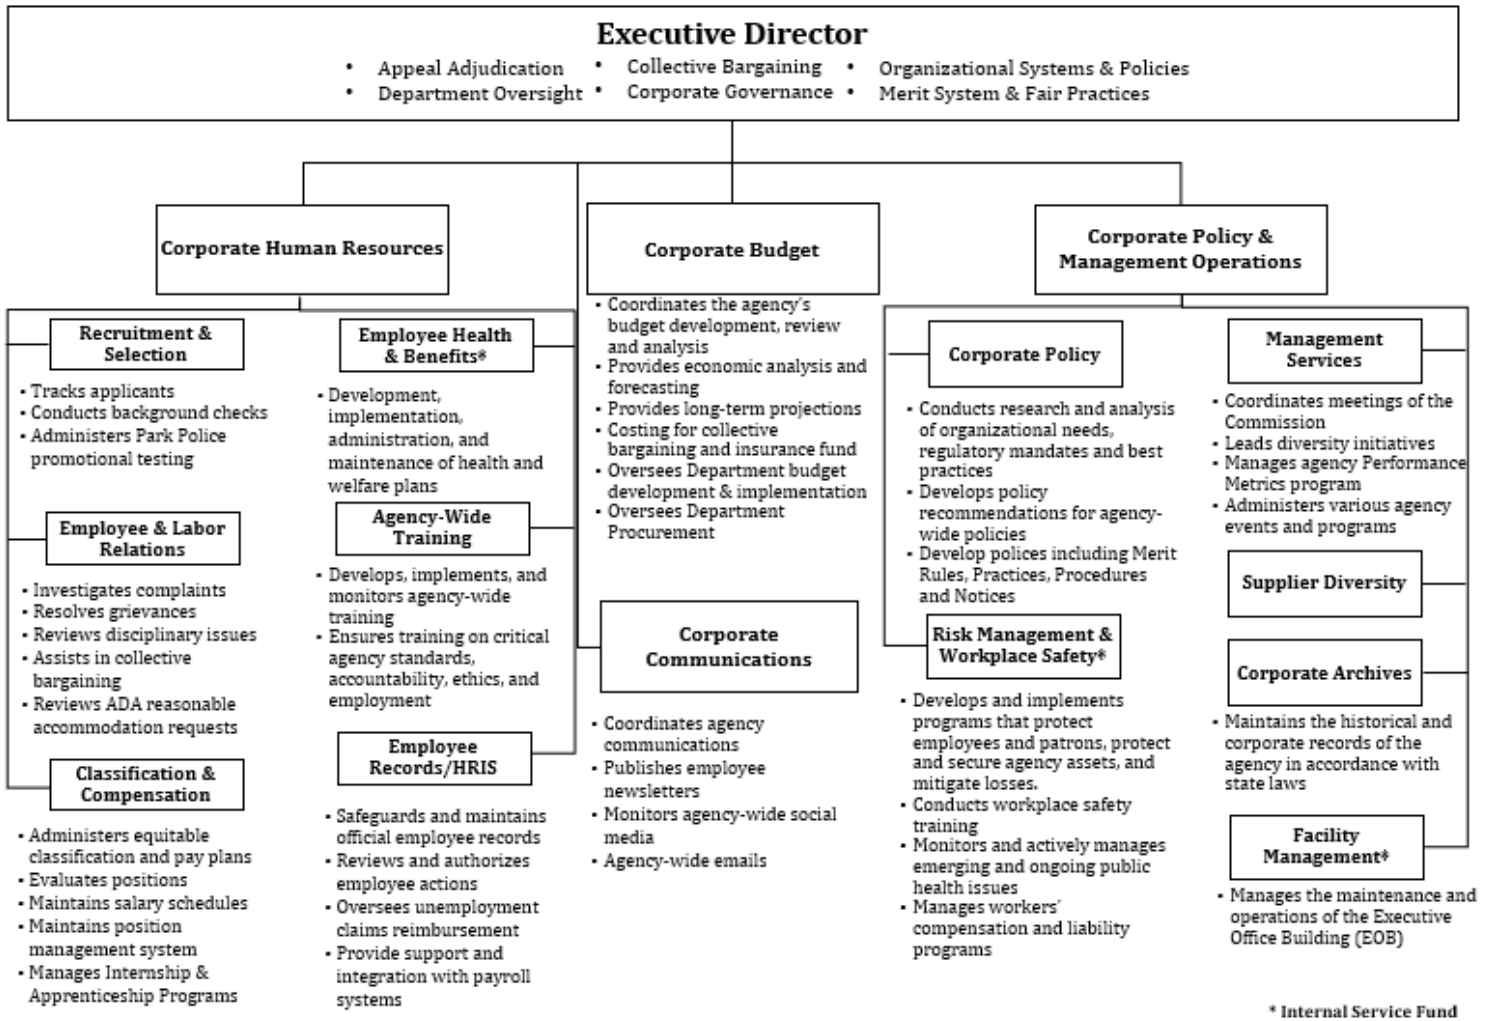 Executive Director
• Appeal Adjudication
• Department Oversight
• Collective Bargaining
• Corporate Governance
• Organizational Systems & Policies
• Merit System & Fair Practices
Corporate Human Resources
Recruitment &
Selection
▪ Tracks applicants
▪ Conducts background checks
▪ Administers Park Police
promotional testing
Employee & Labor
Relations
▪ Investigates complaints
▪ Resolves grievances
▪ Reviews disciplinary issues
▪ Assists in collective
bargaining
▪ Reviews ADA reasonable
accommodation requests
Classification &
Compensation
▪ Administers equitable
classification and pay plans
▪ Evaluates positions
▪ Maintains salary schedules
▪ Maintains position
management system
▪ Manages Internship &
Apprenticeship Programs
Employee Health
& Benefits*
▪ Development,
implementation,
administration, and
maintenance of health and
welfare plans
Agency-Wide
Training
▪ Develops, implements, and
monitors agency-wide
training
▪ Ensures training on critical
agency standards,
accountability, ethics, and
employment
Employee
Records/HRIS
▪ Safeguards and maintains
official employee records
▪ Reviews and authorizes
employee actions
▪ Oversees unemployment
claims reimbursement
▪ Provide support and
integration with payroll
systems
Corporate Budget
▪ Coordinates the agency's
budget development, review
and analysis
▪ Provides economic analysis and
forecasting
▪ Provides long-term projections
▪ Costing for collective
bargaining and insurance fund
▪ Oversees Department budget
development & implementation
▪ Oversees Department
Procurement
Corporate
Communications
▪ Coordinates agency
communications
▪ Publishes employee
newsletters
▪ Monitors agency-wide social
media
▪ Agency-wide emails
Corporate Policy &
Management Operations
Corporate Policy
▪ Conducts research and analysis
of organizational needs,
regulatory mandates and best
practices
▪ Develops policy
recommendations for agency-
wide policies
▪ Develop polices including Merit
Rules, Practices, Procedures
and Notices
Risk Management &
Workplace Safety*
▪ Develops and implements
programs that protect
employees and patrons, protect
and secure agency assets, and
mitigate losses.
▪ Conducts workplace safety
training
▪ Monitors and actively manages
emerging and ongoing public
health issues
▪ Manages workers'
compensation and liability
programs
Management
Services
▪ Coordinates meetings of the
Commission
▪ Leads diversity initiatives
▪ Manages agency Performance
Metrics program
▪ Administers various agency
events and programs
Supplier Diversity
Corporate Archives
▪ Maintains the historical and
corporate records of the
agency in accordance with
state laws
Facility
Management*
▪ Manages the maintenance and
operations of the Executive
Office Building (EOB)
* Internal Service Fund